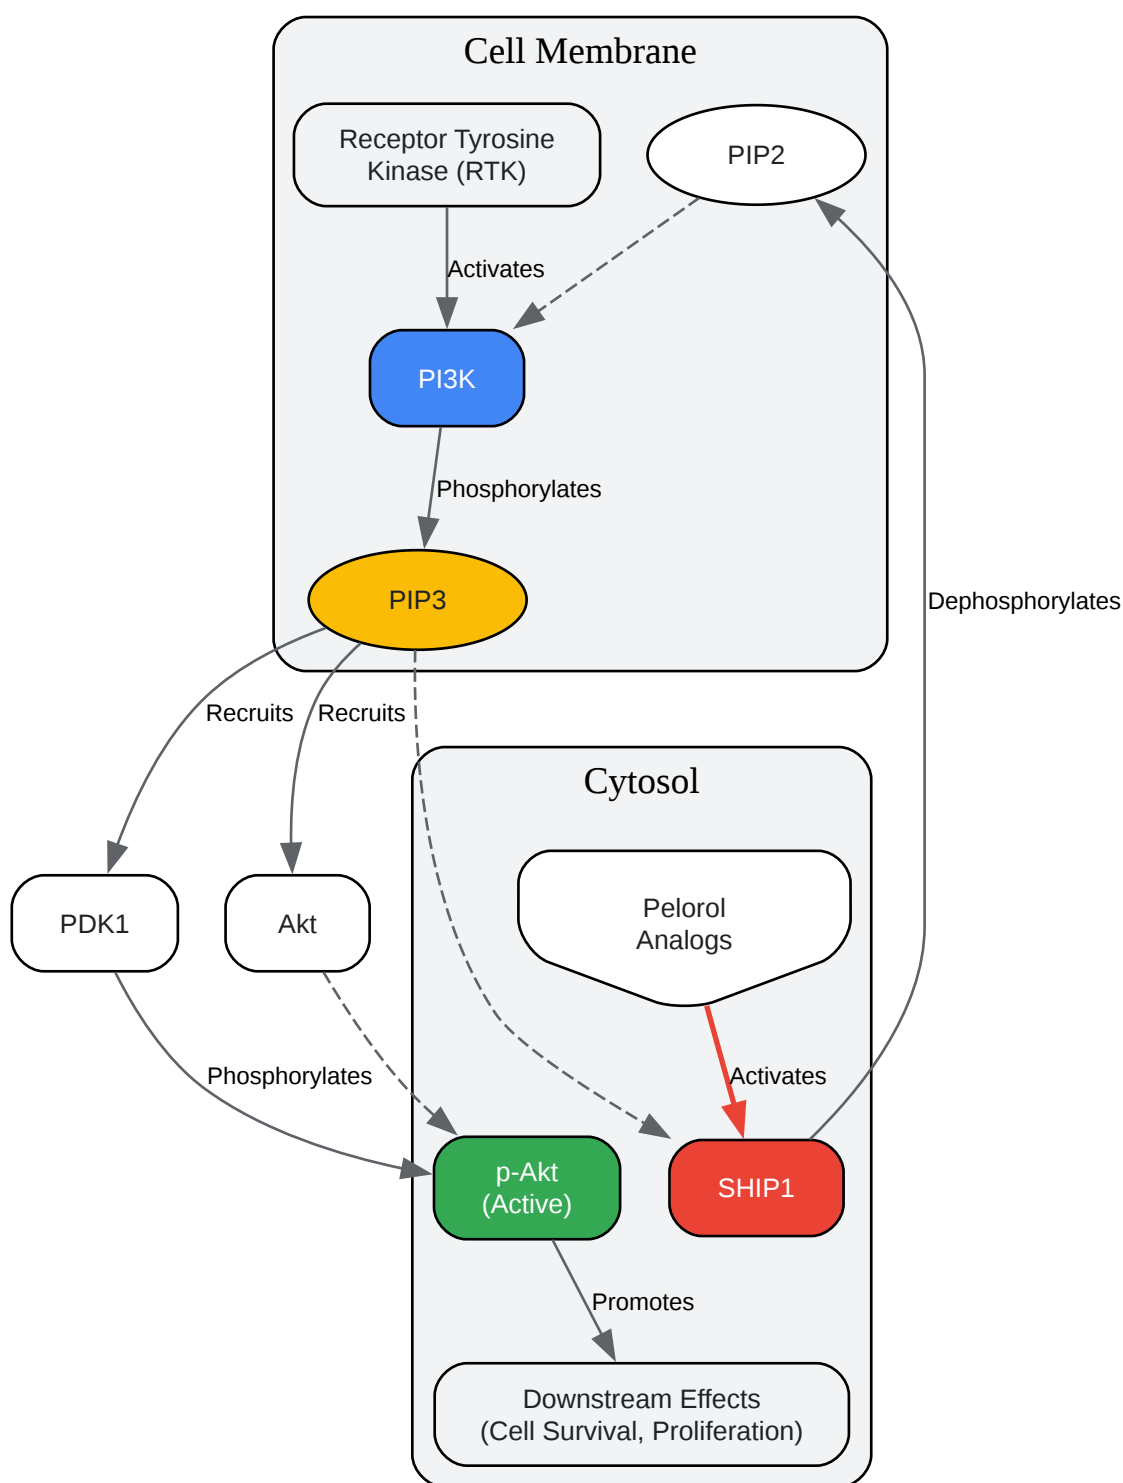 Cell Membrane
Receptor Tyrosine
Kinase (RTK)
PIP2
Activates
PI3K
Phosphorylates
PIP3
Dephosphorylates
Recruits
Recruits
Cytosol
PDK1
Akt
Pelorol
Analogs
Phosphorylates
Activates
p-Akt
(Active)
SHIP1
Promotes
Downstream Effects
(Cell Survival, Proliferation)